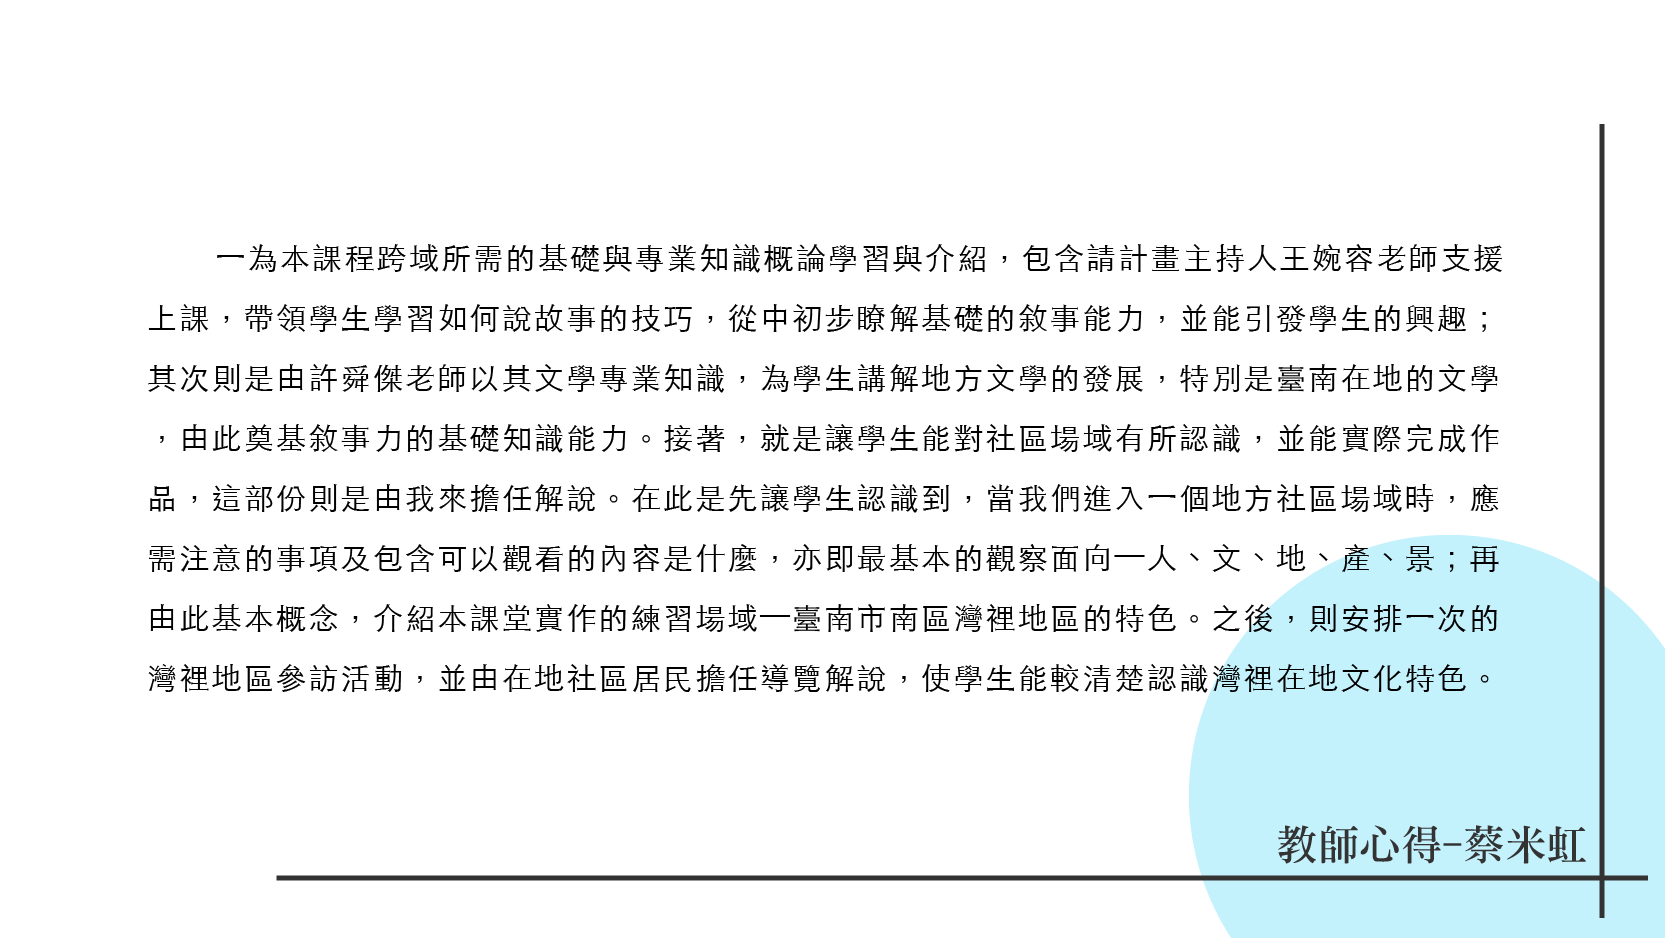 一為本課程跨域所需的基礎與專業知識概論學習與介紹，包含請計畫主持人王婉容老師支援
上課，帶領學生學習如何說故事的技巧，從中初步瞭解基礎的敘事能力，並能引發學生的興趣；
其次則是由許舜傑老師以其文學專業知識，為學生講解地方文學的發展，特別是臺南在地的文學
，由此奠基敘事力的基礎知識能力。接著，就是讓學生能對社區場域有所認識，並能實際完成作
品，這部份則是由我來擔任解說。在此是先讓學生認識到，當我們進入一個地方社區場域時，應
需注意的事項及包含可以觀看的內容是什麼，亦即最基本的觀察面向—人、文、地、產、景；再
由此基本概念，介紹本課堂實作的練習場域—臺南市南區灣裡地區的特色。之後，則安排一次的
灣裡地區參訪活動，並由在地社區居民擔任導覽解說，使學生能較清楚認識灣裡在地文化特色。
教師心得-蔡米虹